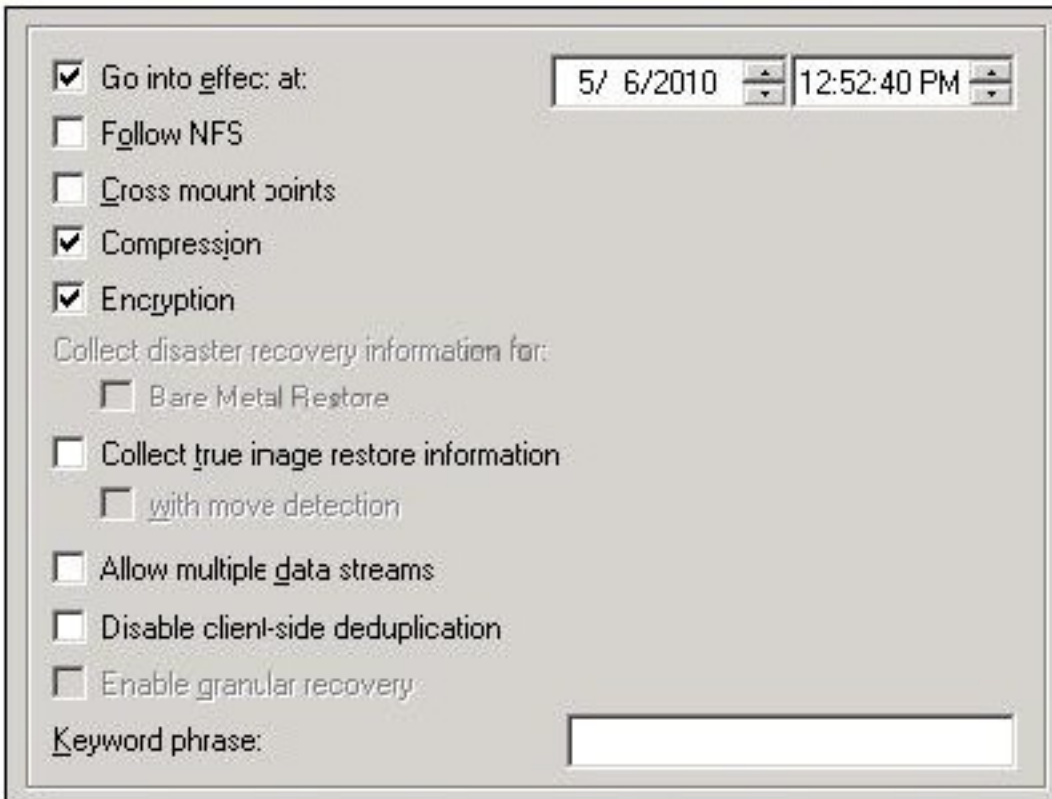 Go into effect at: 5/ 6/2010 12:52:40 PM
Follow NFS
Cross mount points
Compression
Encryption
Collect disaster recovery information for:
Bare Metal Restore
Collect true image restore information
with move detection
Allow multiple data streams
Disable client-side deduplication
Enable granular recovery
Keyword phrase: